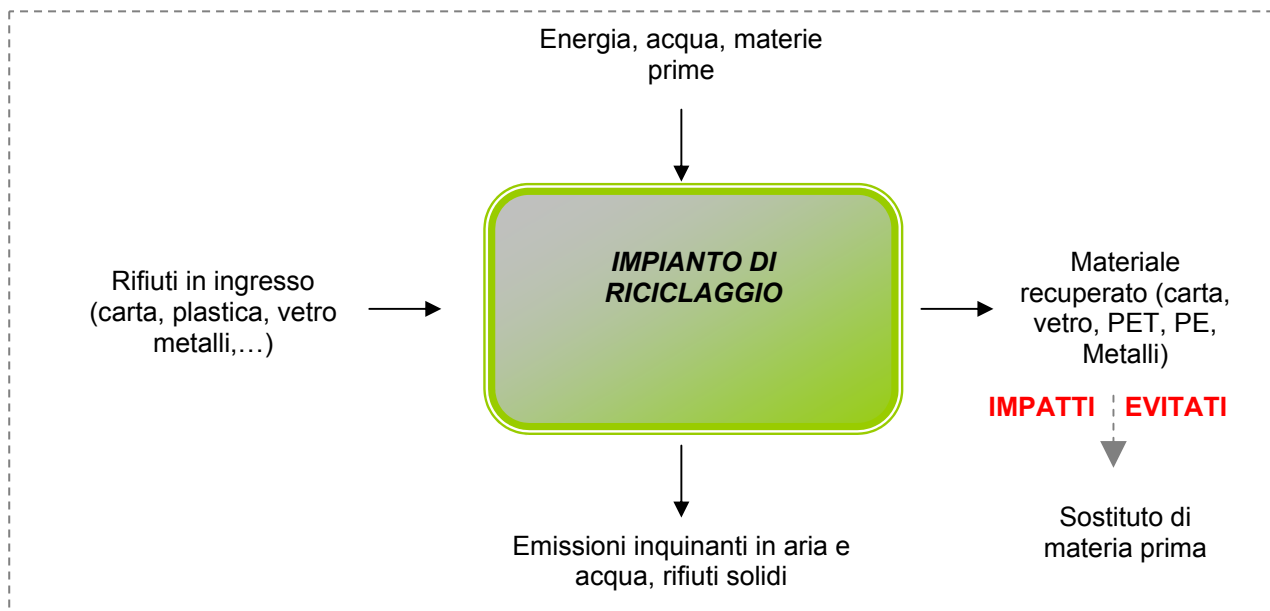 Energia, acqua, materie
prime
IMPIANTO DI
RICICLAGGIO
Rifiuti in ingresso
(carta, plastica, vetro
metalli,…)
Materiale
recuperato (carta,
vetro, PET, PE,
Metalli)
IMPATTI EVITATI
Sostituto di
materia prima
Emissioni inquinanti in aria e
acqua, rifiuti solidi